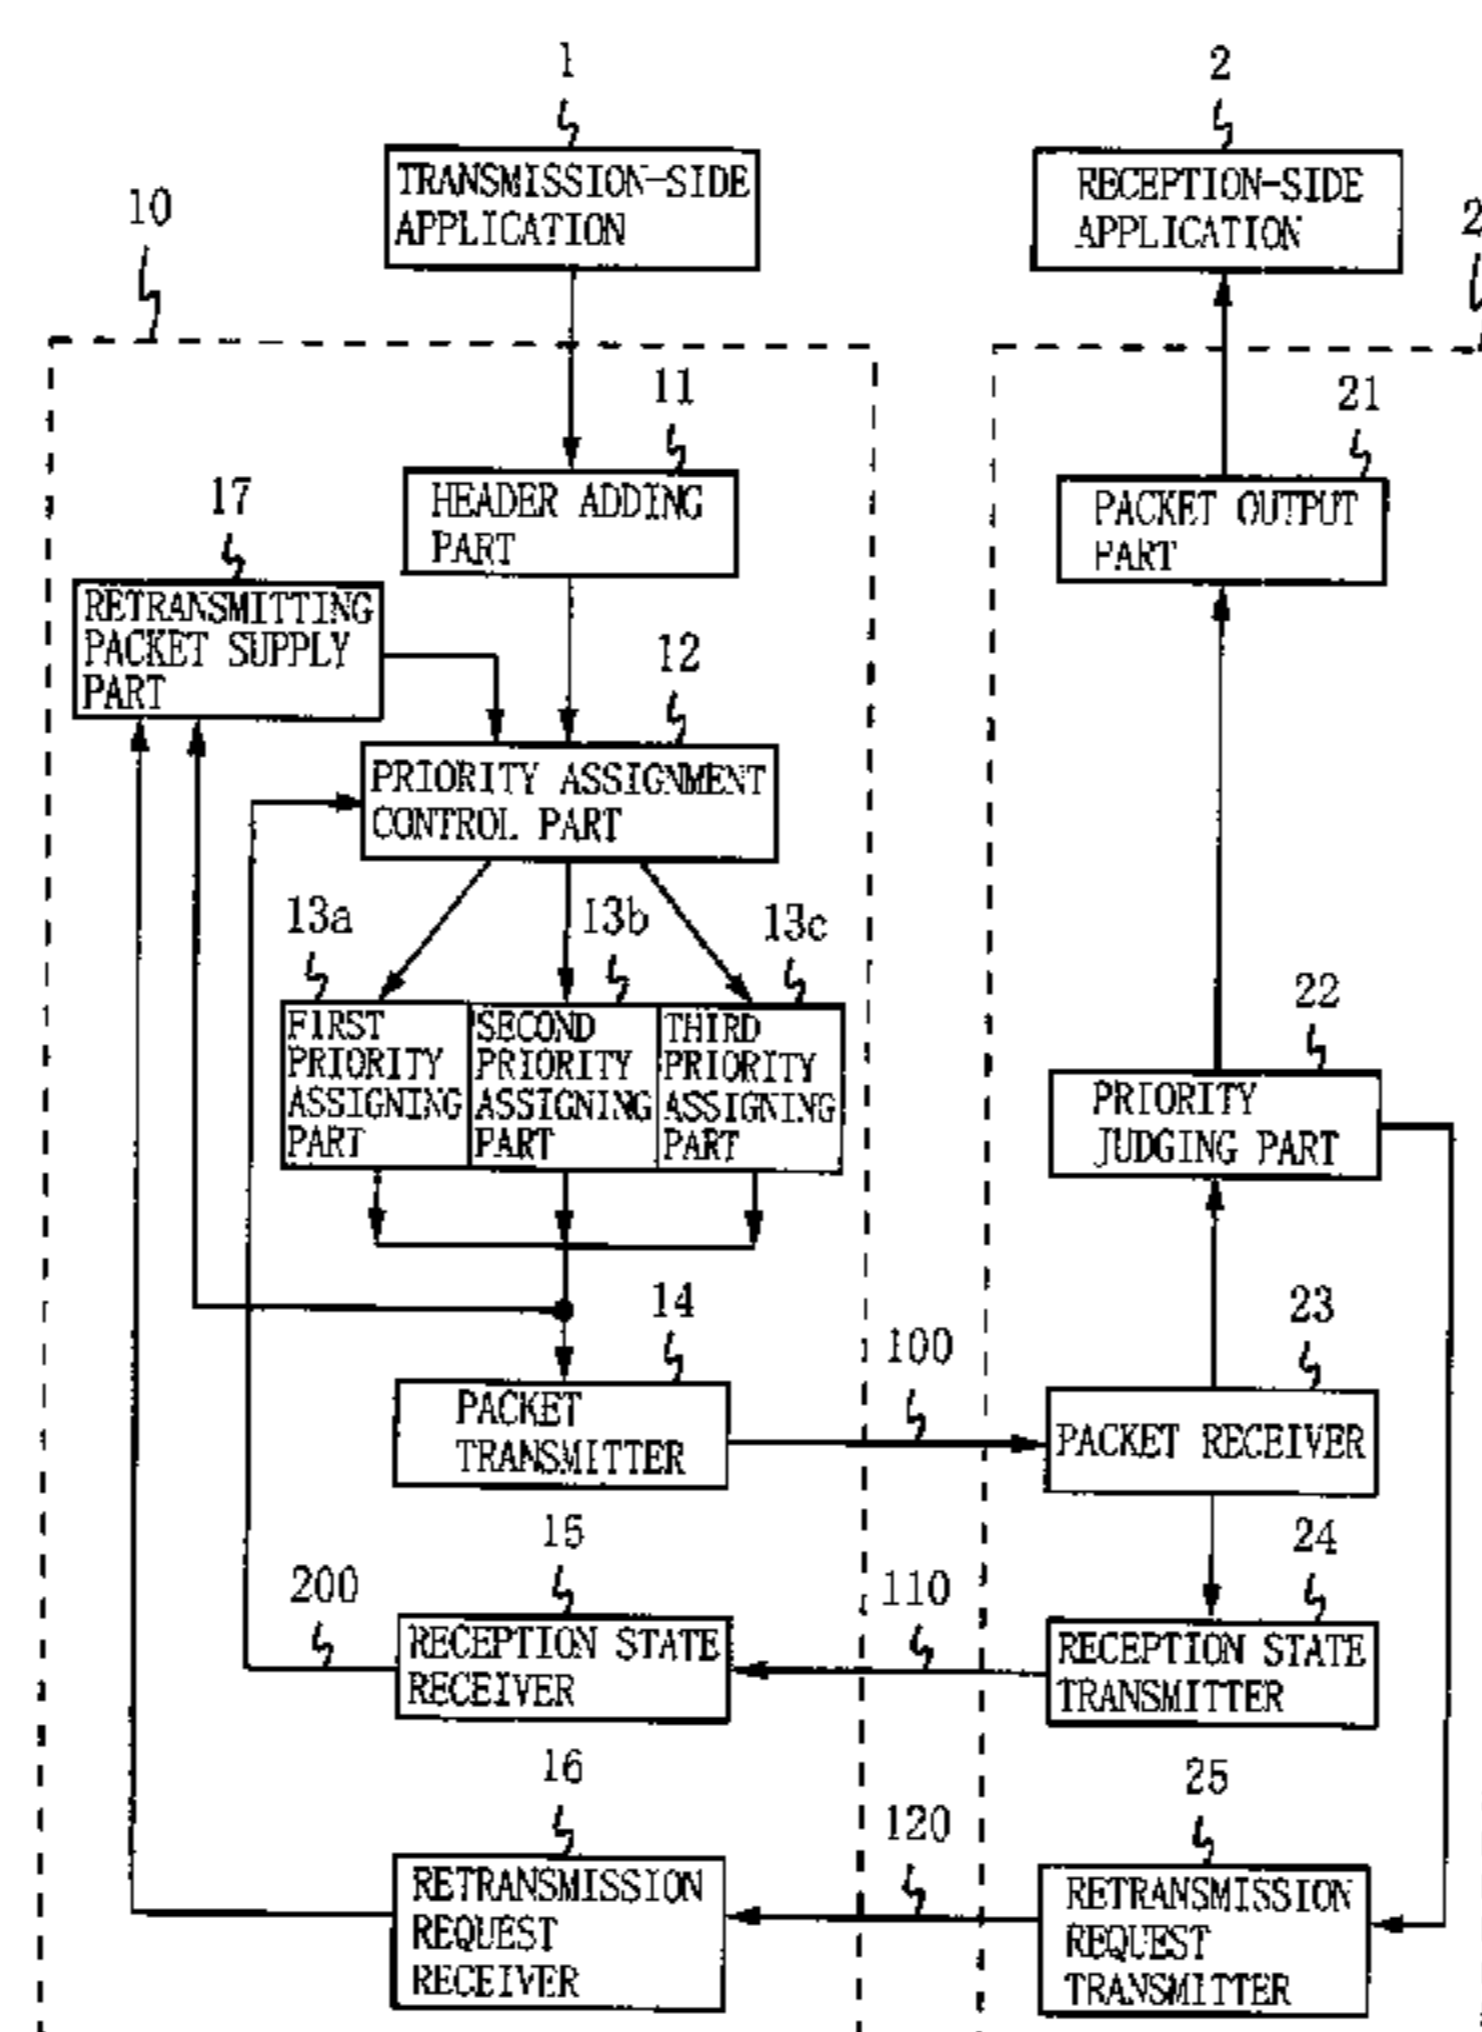 1
2
TRANSMISSION-SIDE
APPLICATION
RECEPTION-SIDE
APPLICATION
10
2
11
21
HEADER ADDING
PART
PACKET OUTPUT
PART
17
RETRANSMITTING
PACKET SUPPLY
PART
12
PRIORITY ASSIGNMENT
CONTROL PART
13a
13b
13c
FIRST
PRIORITY
ASSIGNING
PART
SECOND
PRIORITY
ASSIGNING
PART
THIRD
PRIORITY
ASSIGNING
PART
22
PRIORITY
JUDGING PART
14
PACKET
TRANSMITTER
100
23
PACKET RECEIVER
15
200
RECEPTION STATE
RECEIVER
110
24
RECEPTION STATE
TRANSMITTER
16
RETRANSMISSION
REQUEST
RECEIVER
120
25
RETRANSMISSION
REQUEST
TRANSMITTER